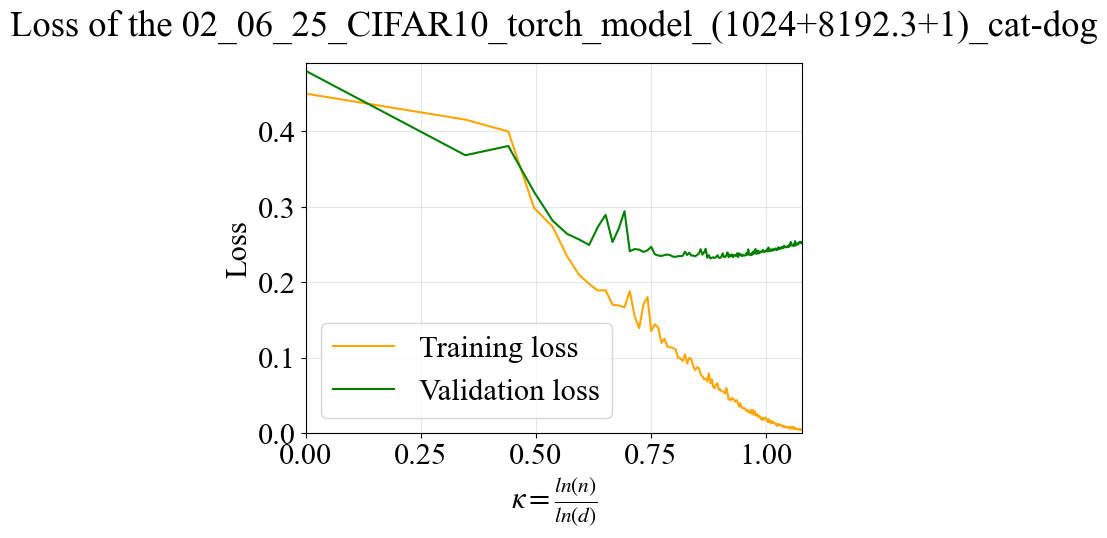 Loss of the 02_06_25_CIFAR10_torch_model_(1024+8192.3+1)_cat-dog
0.4
0.3
0.2
0.1
0.0
Loss
Training loss
Validation loss
0.00 0.25 0.50 0.75 1.00
κ = ln(n)/ln(d)